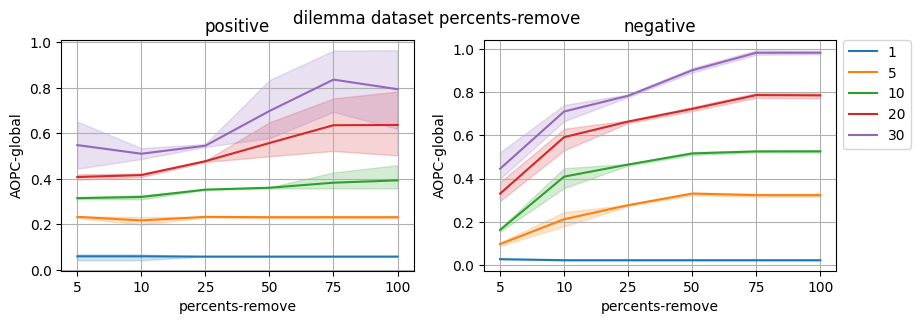 dilemma dataset percents-remove
positive
1.0
0.8
0.6
0.4
0.2
0.0
AOPC-global
5 10 25 50 75 100
percents-remove
negative
1.0
0.8
0.6
0.4
0.2
0.0
AOPC-global
5 10 25 50 75 100
percents-remove
1
5
10
20
30